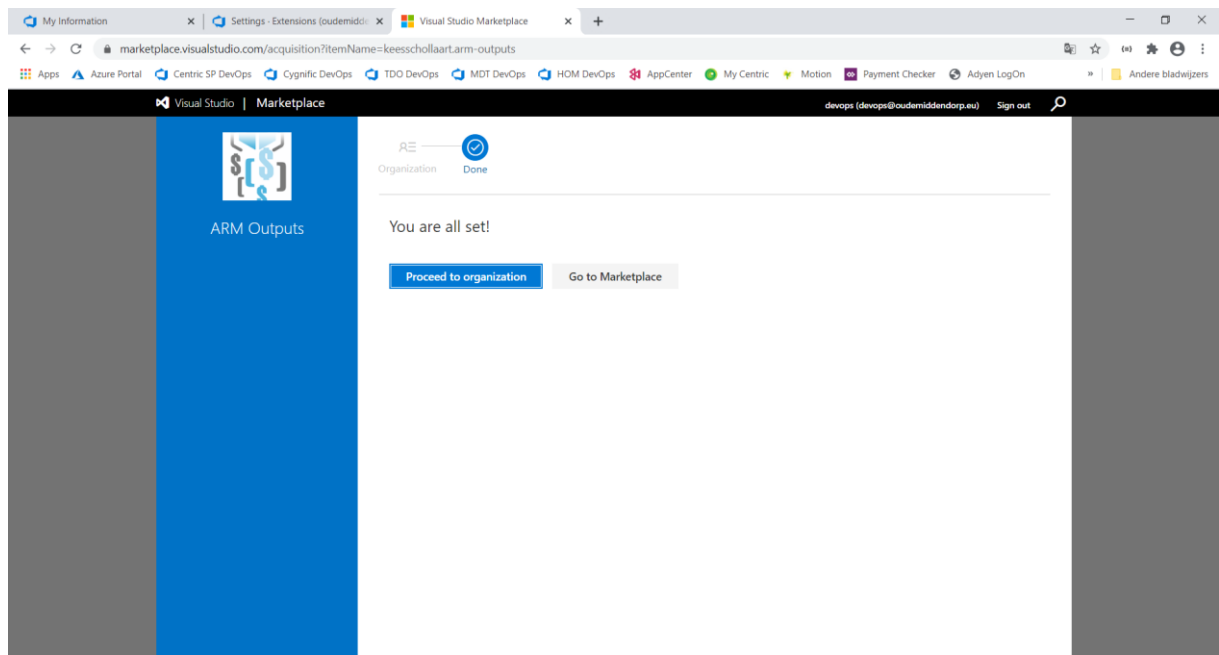 My Information
Settings - Extensions (oudemidde
Visual Studio Marketplace
marketplace.visualstudio.com/acquisition?itemName=keesschollaart.arm-outputs
Apps Azure Portal Centric SP DevOps Cygnific DevOps TDO DevOps MDT DevOps HOM DevOps AppCenter My Centric Motion Payment Checker Adyen LogOn » Andere bladwijzers
Visual Studio | Marketplace
devops (devops@oudemiddendorp.eu) Sign out
ARM Outputs
Organization
Done
You are all set!
Proceed to organization
Go to Marketplace